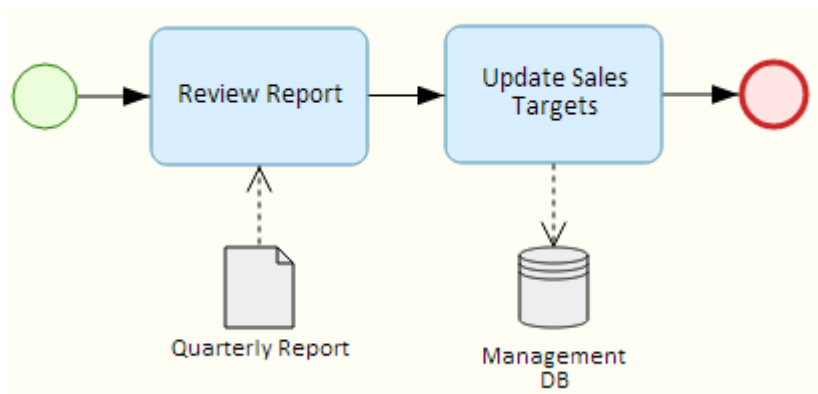 Review Report
Update Sales
Targets
Quarterly Report
Management
DB